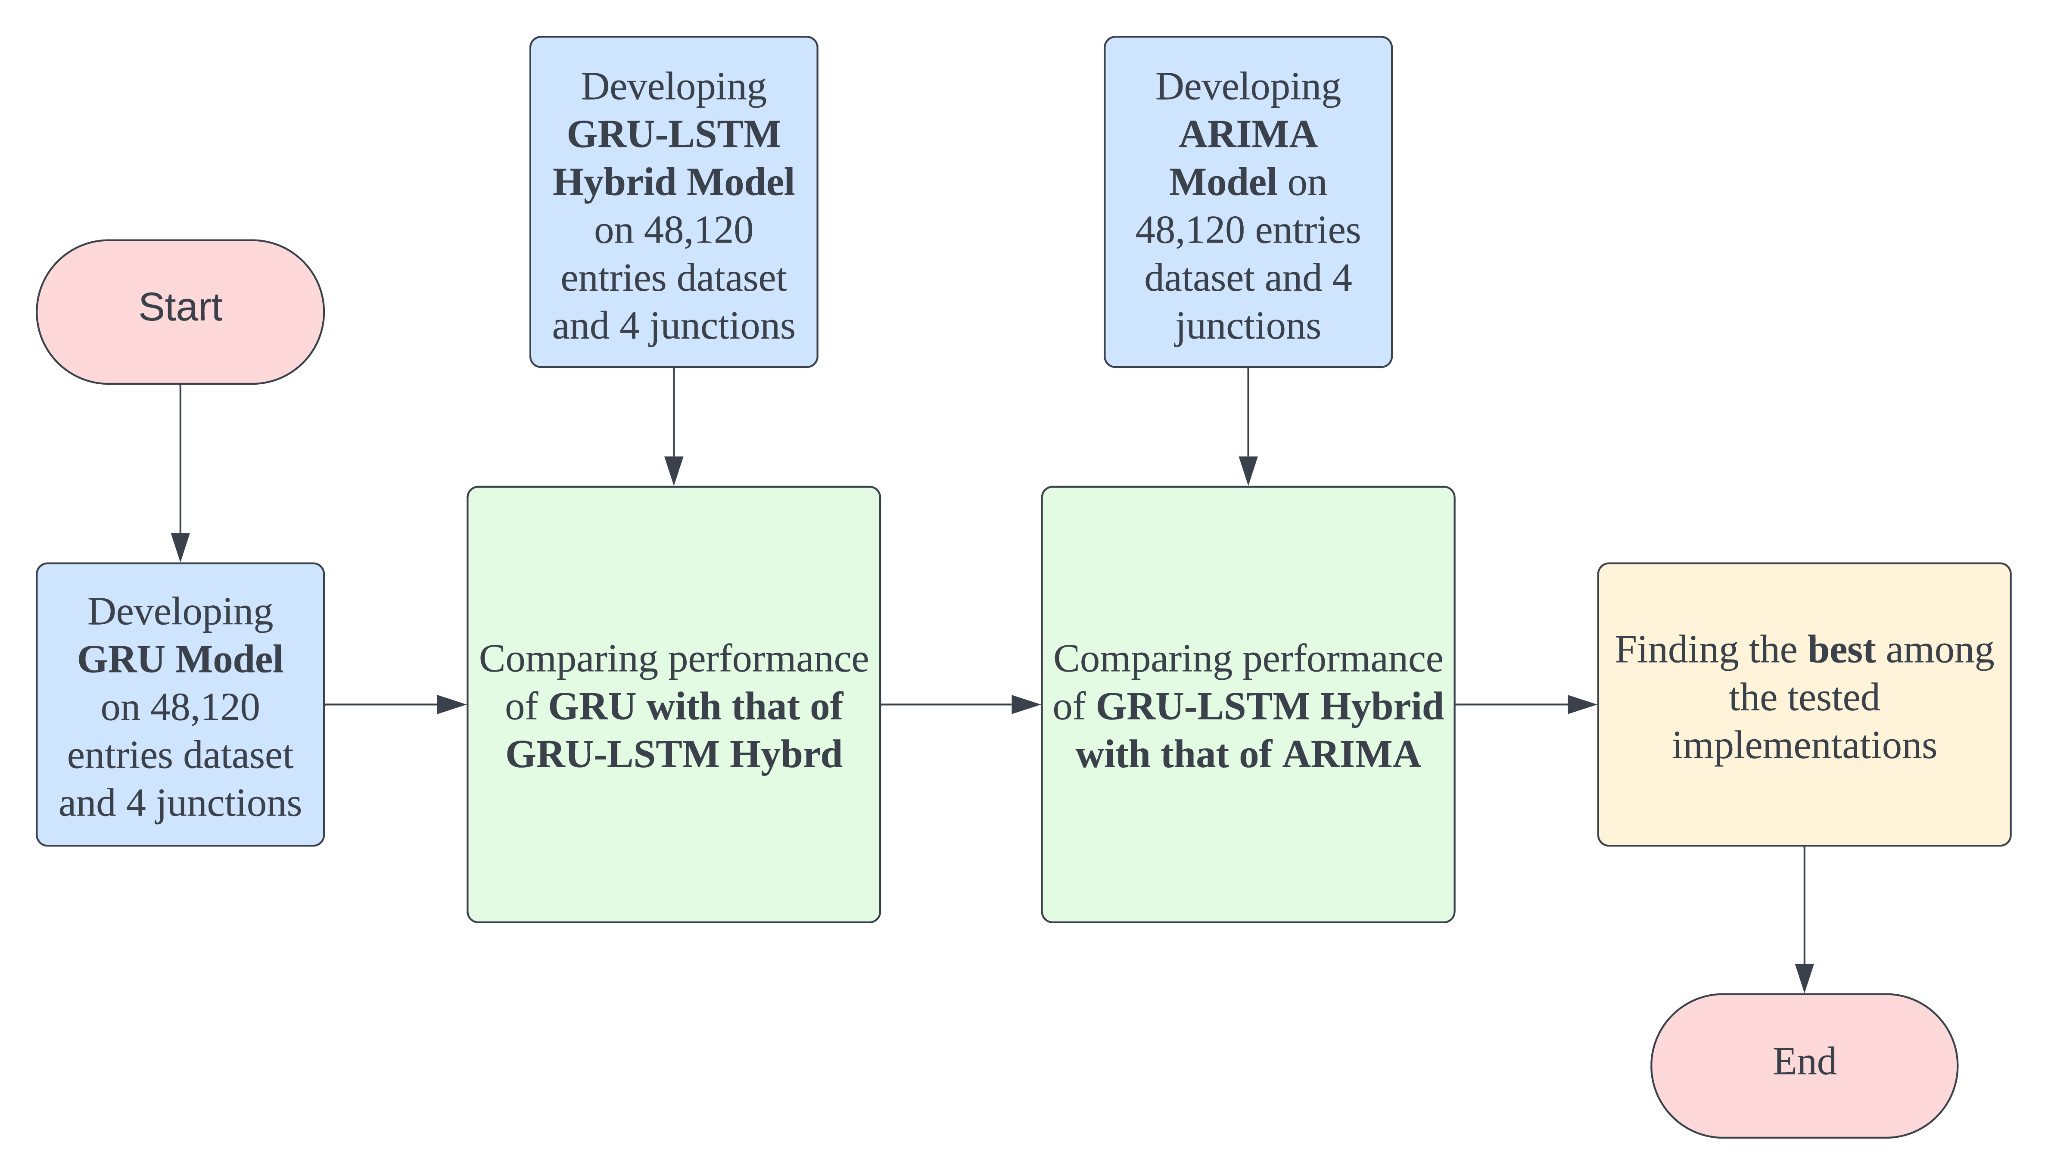 Start
Developing
GRU Model
on 48,120
entries dataset
and 4 junctions
Developing
GRU-LSTM
Hybrid Model
on 48,120
entries dataset
and 4 junctions
Comparing performance
of GRU with that of
GRU-LSTM Hybrd
Developing
ARIMA
Model on
48,120 entries
dataset and 4
junctions
Comparing performance
of GRU-LSTM Hybrid
with that of ARIMA
Finding the best among
the tested
implementations
End